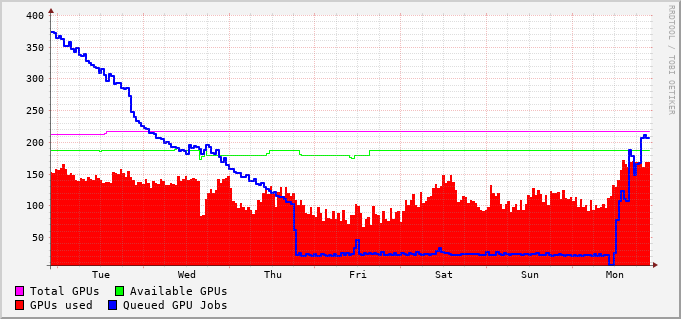 400
350
300
250
200
150
100
50
Tue Wed Thu Fri Sat Sun Mon
Total GPUs Available GPUs
GPUs used Queued GPU Jobs
RRDTOOL / TOBI OETIKER